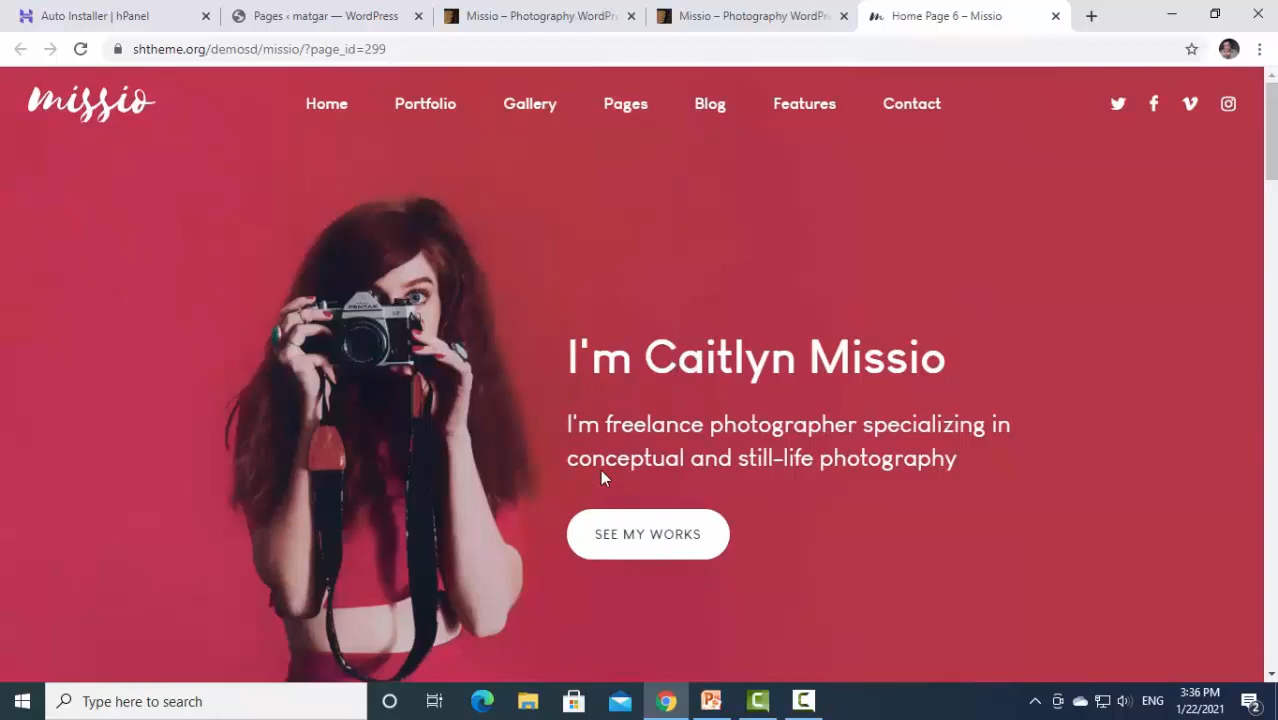 Auto Installer | hPanel
Pages ‹ matgar — WordPress
Missio – Photography WordPr
Missio – Photography WordPr
Home Page 6 – Missio
shtheme.org/demosd/missio/?page_id=299
missio
Home
Portfolio
Gallery
Pages
Blog
Features
Contact
PENTAX
I'm Caitlyn Missio
I'm freelance photographer specializing in
conceptual and still-life photography
SEE MY WORKS
Type here to search
ENG
3:36 PM
1/22/2021
2